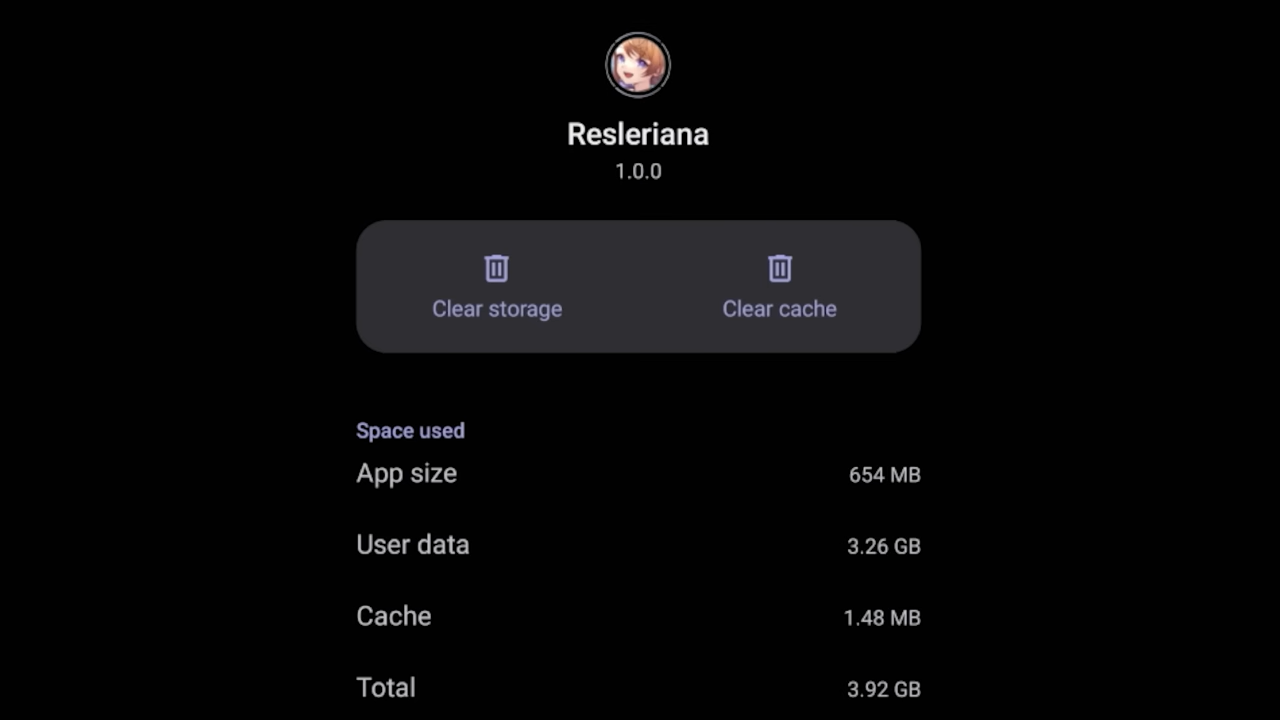 Resleriana
1.0.0
Clear storage
Clear cache
Space used
App size
654 MB
User data
3.26 GB
Cache
1.48 MB
Total
3.92 GB